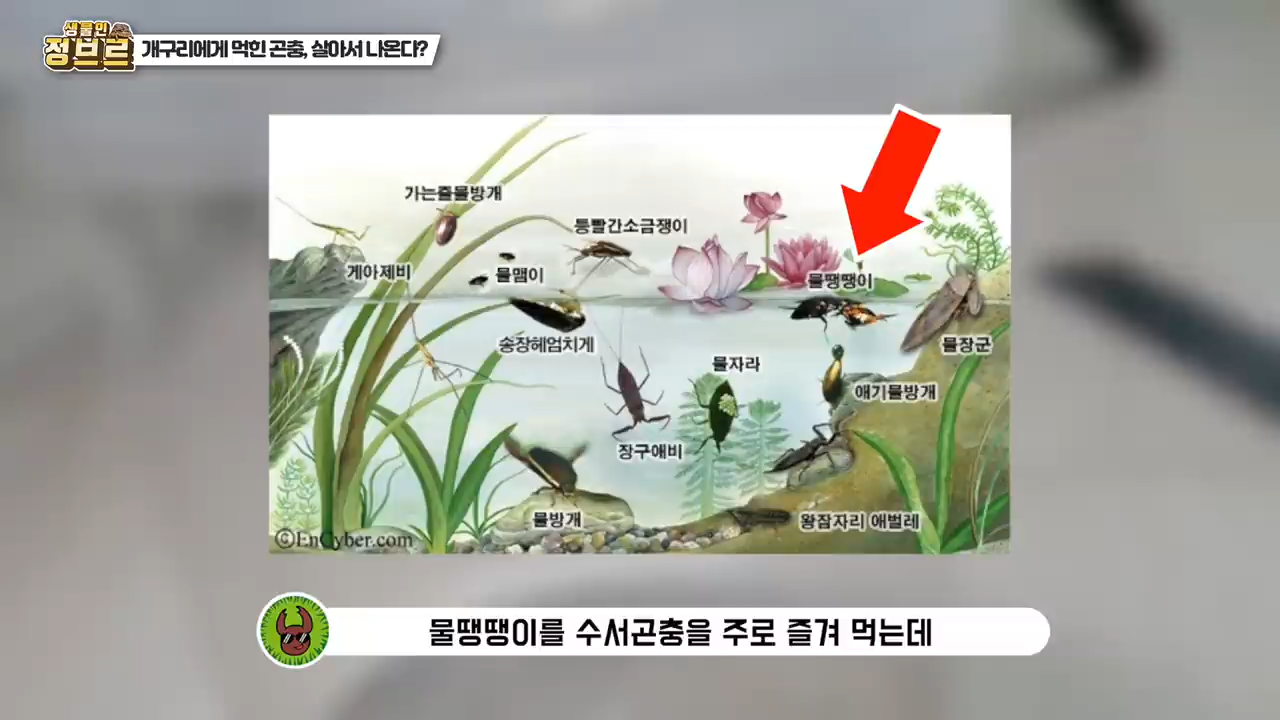 생물인
정브르
개구리에게 먹힌 곤충, 살아서 나온다?
가는줄물방개
등빨간소금쟁이
게아제비
물맴이
물땡땡이
송장헤엄치게
물장군
물자라
애기물방개
장구애비
물방개
왕잠자리 애벌레
©EnCyber.com
물땡땡이를 수서곤충을 주로 즐겨 먹는데